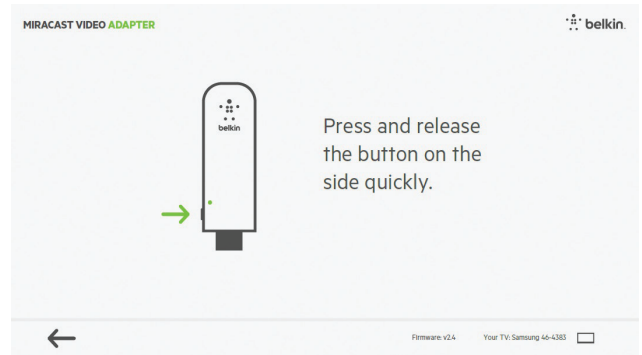 MIRACAST VIDEO ADAPTER
belkin.
belkin
Press and release
the button on the
side quickly.
Firmware: v2.4 Your TV: Samsung 46-4383